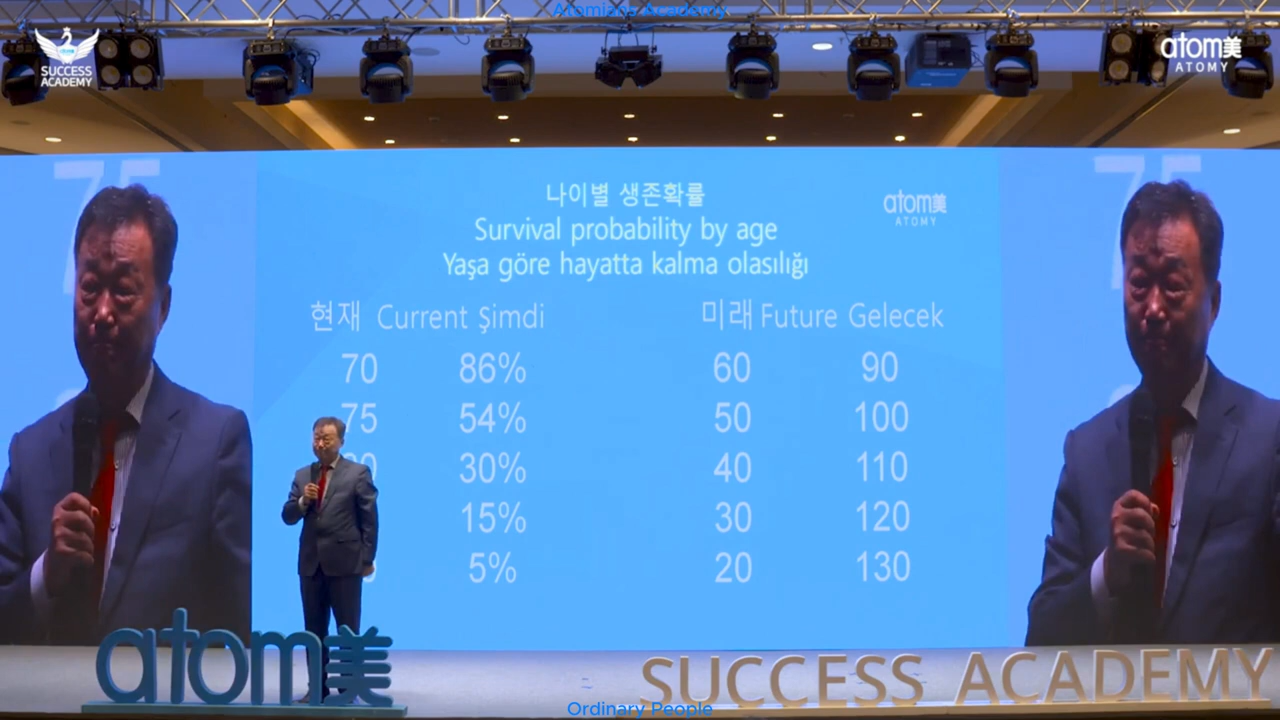 Atomians Academy
SUCCESS
ACADEMY
atom美
ATOMY
75
75
나이별 생존확률
atom美
ATOMY
Survival probability by age
Yaşa göre hayatta kalma olasılığı
현재 Current Şimdi
미래 Future Gelecek
70 86% 60 90
75 54% 50 100
30% 40 110
15% 30 120
5% 20 130
atom美
SUCCESS ACADEMY
Ordinary People